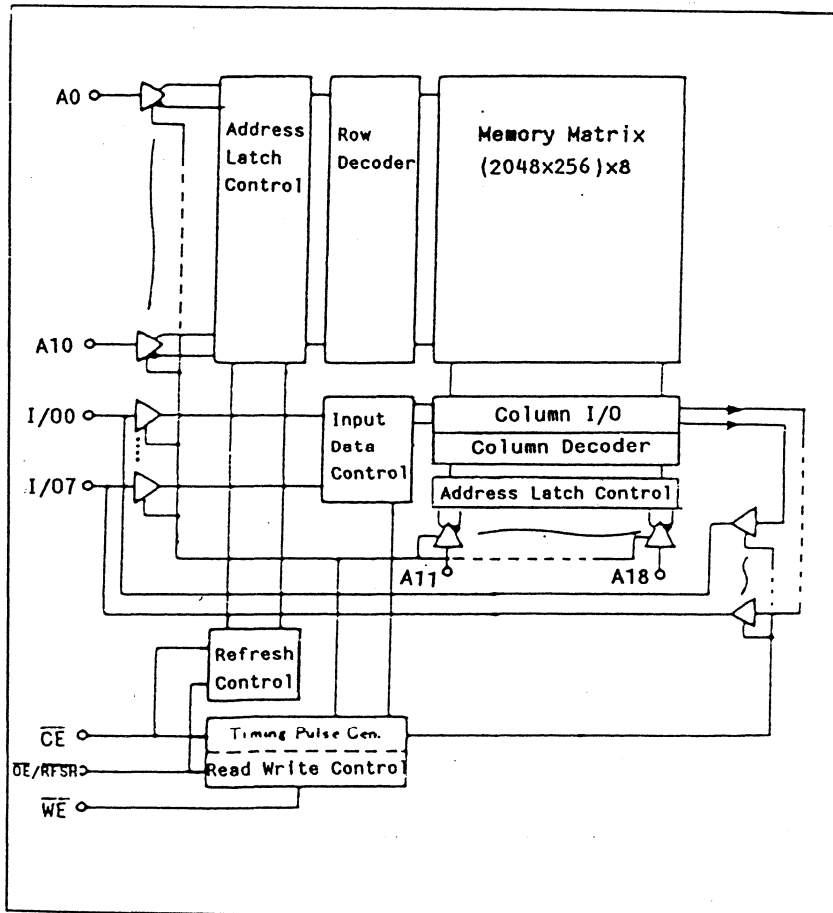 A0
Address
Latch
Control
Row
Decoder
Memory Matrix
(2048x256)x8
A10
I/O0
I/O7
Input
Data
Control
Column I/O
Column Decoder
Address Latch Control
A11
A18
Refresh
Control
CE
Timing Pulse Gen.
OE/RFSH
Read Write Control
WE